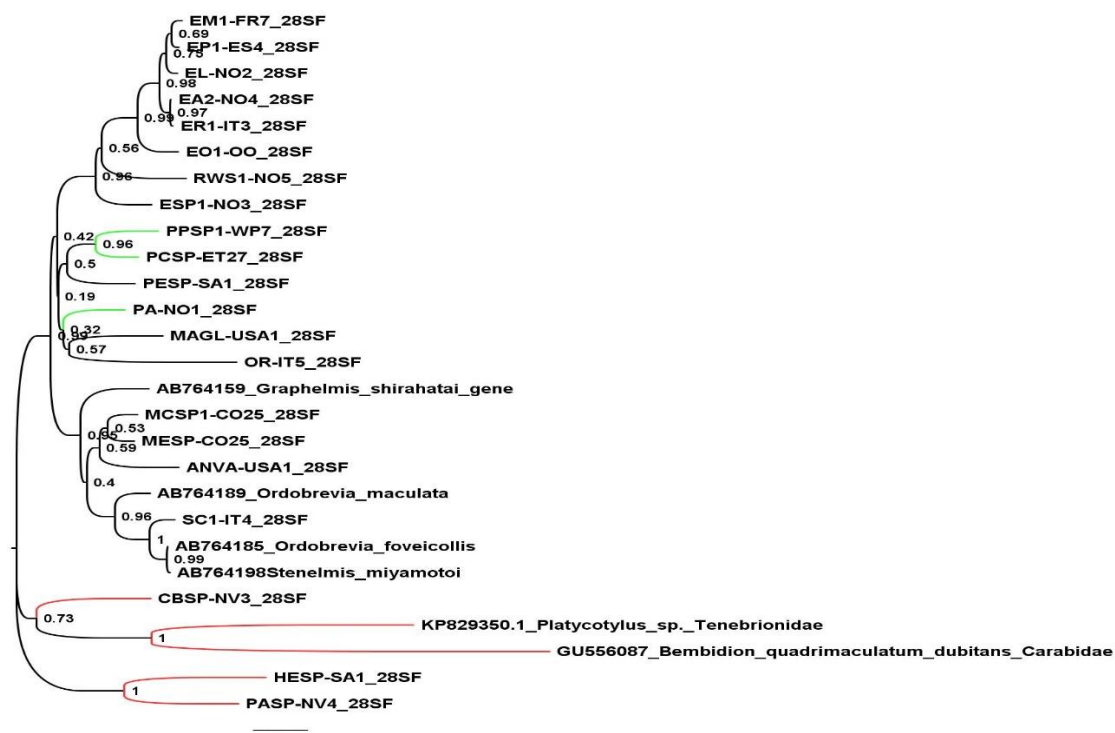 EM1-FR7_28SF
0.69
EP1-ES4_28SF
0.75
EL-NO2_28SF
0.98
EA2-NO4_28SF
0.97
0.99
ER1-IT3_28SF
0.56
EO1-OO_28SF
0.96
RWS1-NO5_28SF
ESP1-NO3_28SF
PPSP1-WP7_28SF
0.42
0.96
PCSP-ET27_28SF
0.5
PESP-SA1_28SF
0.19
PA-NO1_28SF
0.32
0.99
MAGL-USA1_28SF
0.57
OR-IT5_28SF
AB764159_Graphelmis_shirahatai_gene
MCSP1-CO25_28SF
0.53
0.95
MESP-CO25_28SF
0.59
ANVA-USA1_28SF
0.4
AB764189_Ordobrevia_maculata
0.96
SC1-IT4_28SF
1
AB764185_Ordobrevia_foveicollis
0.99
AB764198Stenelmis_miyamotoi
CBSP-NV3_28SF
0.73
KP829350.1_Platycotylus_sp._Tenebrionidae
1
GU556087_Bembidion_quadrimaculatum_dubitans_Carabidae
HESP-SA1_28SF
1
PASP-NV4_28SF